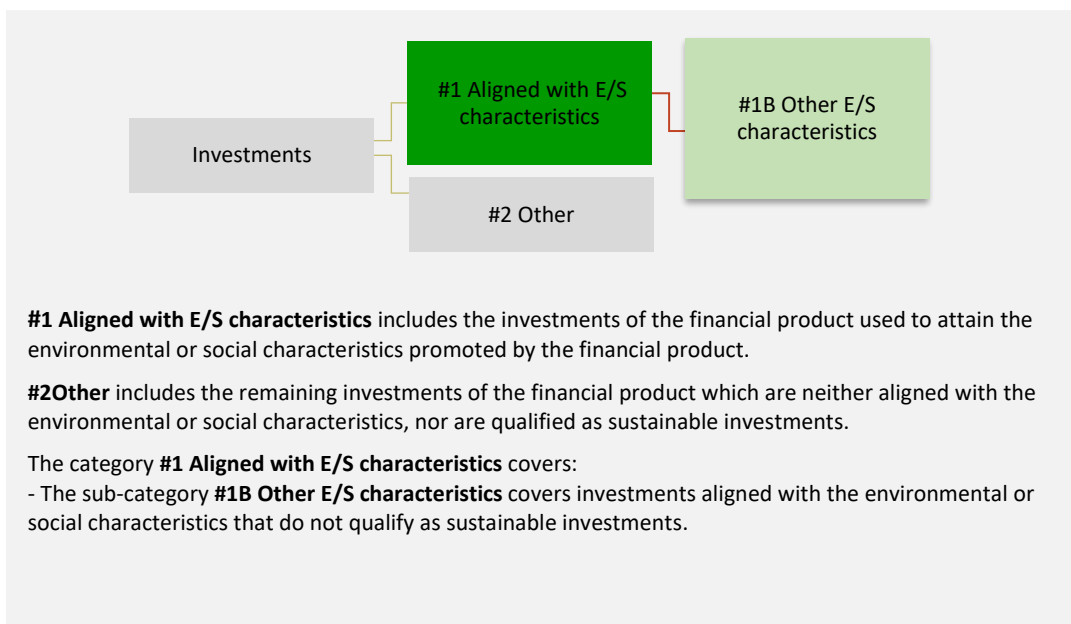 #1 Aligned with E/S
characteristics
#1B Other E/S
characteristics
Investments
#2 Other
#1 Aligned with E/S characteristics includes the investments of the financial product used to attain the
environmental or social characteristics promoted by the financial product.
#2Other includes the remaining investments of the financial product which are neither aligned with the
environmental or social characteristics, nor are qualified as sustainable investments.
The category #1 Aligned with E/S characteristics covers:
- The sub-category #1B Other E/S characteristics covers investments aligned with the environmental or
social characteristics that do not qualify as sustainable investments.